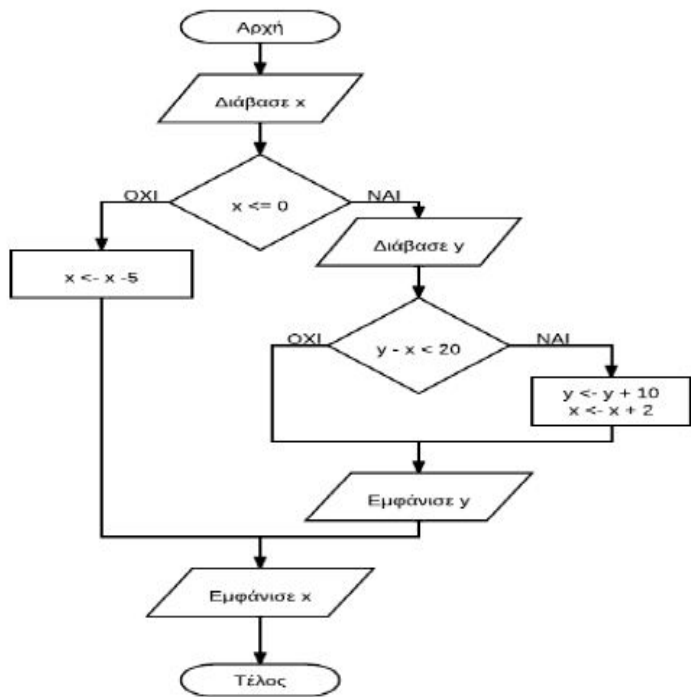 Αρχή
Διάβασε x
ΟΧΙ
x <= 0
ΝΑΙ
x <- x -5
Διάβασε y
ΟΧΙ
y - x < 20
ΝΑΙ
y <- y + 10
x <- x + 2
Εμφάνισε y
Εμφάνισε x
Τέλος